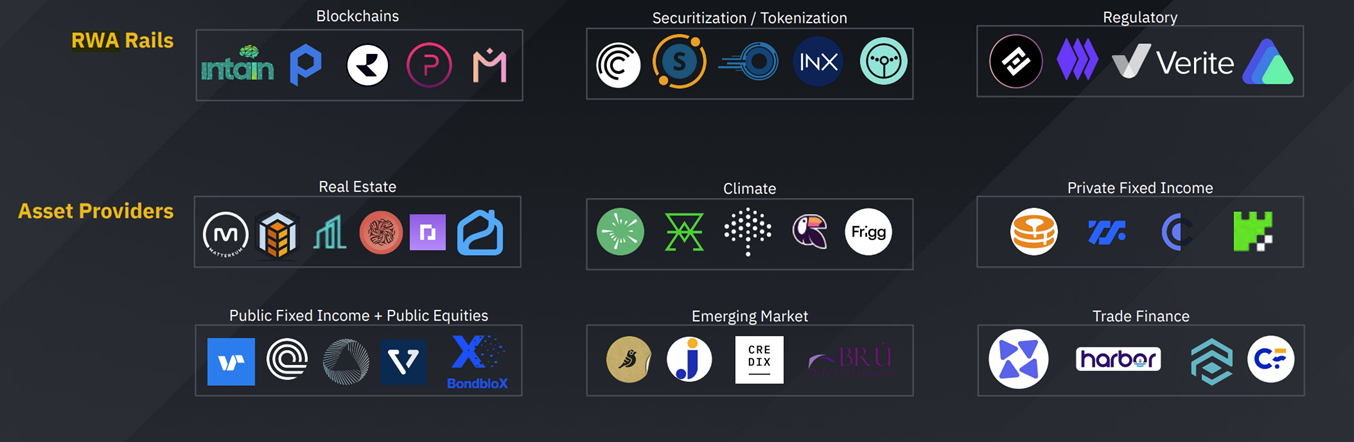 Blockchains
Securitization / Tokenization
Regulatory
RWA Rails
intain
INX
Verite
Real Estate
Climate
Private Fixed Income
Asset Providers
MATTEREUM
Frigg
Public Fixed Income + Public Equities
Emerging Market
Trade Finance
CRE
DIX
BRÜ
harbor
BondbloX